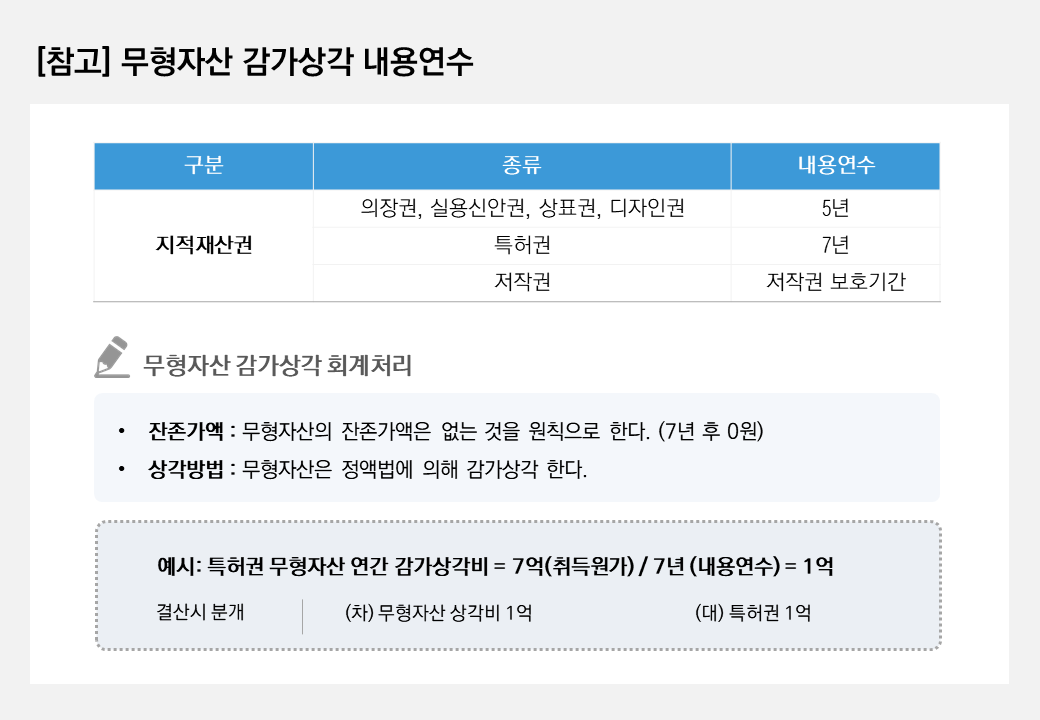 [참고] 무형자산 감가상각 내용연수
구분 종류 내용연수
의장권, 실용신안권, 상표권, 디자인권 5년
지적재산권 특허권 7년
저작권 저작권 보호기간
무형자산 감가상각 회계처리
• 잔존가액 : 무형자산의 잔존가액은 없는 것을 원칙으로 한다. (7년 후 0원)
• 상각방법 : 무형자산은 정액법에 의해 감가상각 한다.
예시: 특허권 무형자산 연간 감가상각비 = 7억(취득원가) / 7년 (내용연수) = 1억
결산시 분개 (차) 무형자산 상각비 1억 (대) 특허권 1억